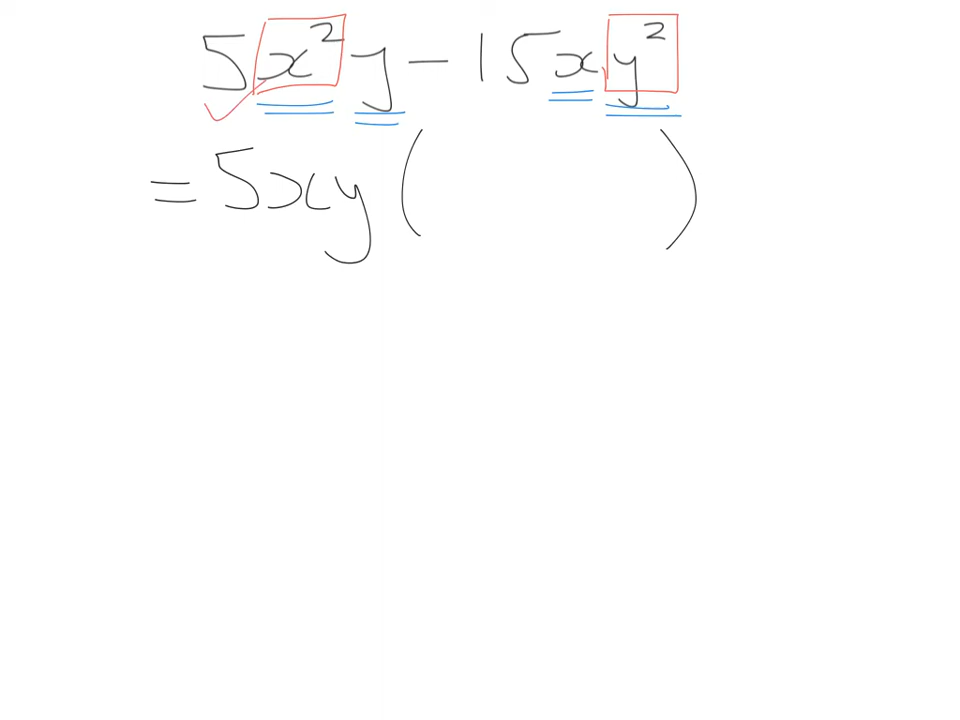 5x²y - 15xy²
= 5xy (          )